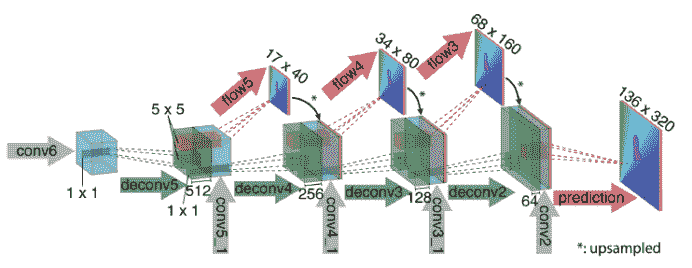 conv6
1 x 1
5 x 5
deconv5
512
1 x 1
conv5_1
flow5
17 x 40
*
deconv4
256
conv4_1
flow4
34 x 80
*
deconv3
128
conv3_1
flow3
68 x 160
*
deconv2
64
conv2
prediction
136 x 320
*: upsampled